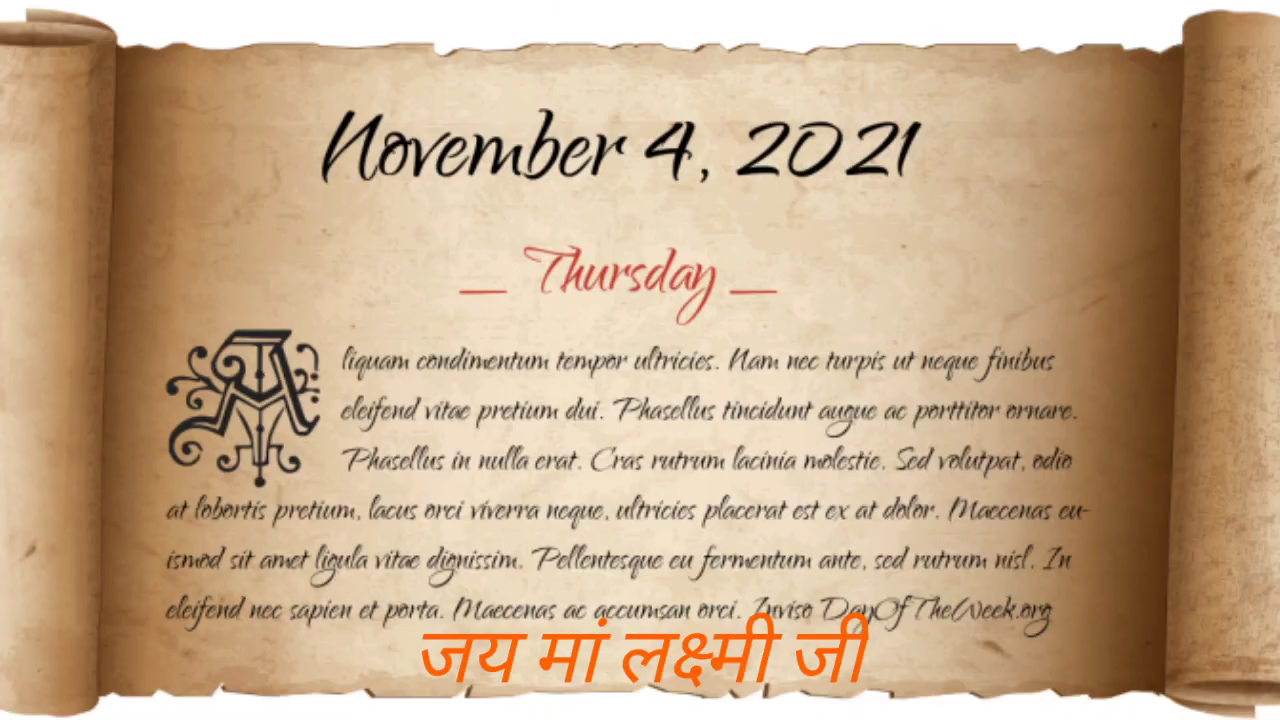 November 4, 2021
_ Thursday _
Aliquam condimentum tempor ultricies. Nam nec turpis ut neque finibus
eleifend vitae pretium dui. Phasellus tincidunt augue ac porttitor ornare.
Phasellus in nulla erat. Cras rutrum lacinia molestie. Sed volutpat, odio
at lobortis pretium, lacus orci viverra neque, ultricies placerat est ex at dolor. Maecenas eu-
ismod sit amet ligula vitae dignissim. Pellentesque eu fermentum ante, sed rutrum nisl. In
eleifend nec sapien et porta. Maecenas ac accumsan orci. Inviso DayOfTheWeek.org
जय मां लक्ष्मी जी